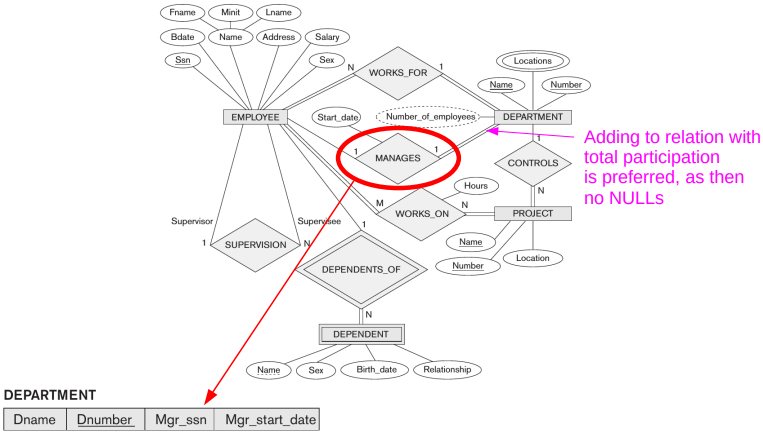 Fname
Minit
Lname
Bdate
Name
Address
Salary
Ssn
Sex
N
WORKS_FOR
1
Locations
Name
Number
EMPLOYEE
Start_date
Number_of_employees
DEPARTMENT
1
MANAGES
1
1
CONTROLS
N
Adding to relation with
total participation
is preferred, as then
no NULLs
Hours
M
WORKS_ON
N
PROJECT
Supervisor
Supervisee
1
SUPERVISION
N
1
Name
Number
Location
DEPENDENTS_OF
N
DEPENDENT
Name
Sex
Birth_date
Relationship
DEPARTMENT
Dname
Dnumber
Mgr_ssn
Mgr_start_date